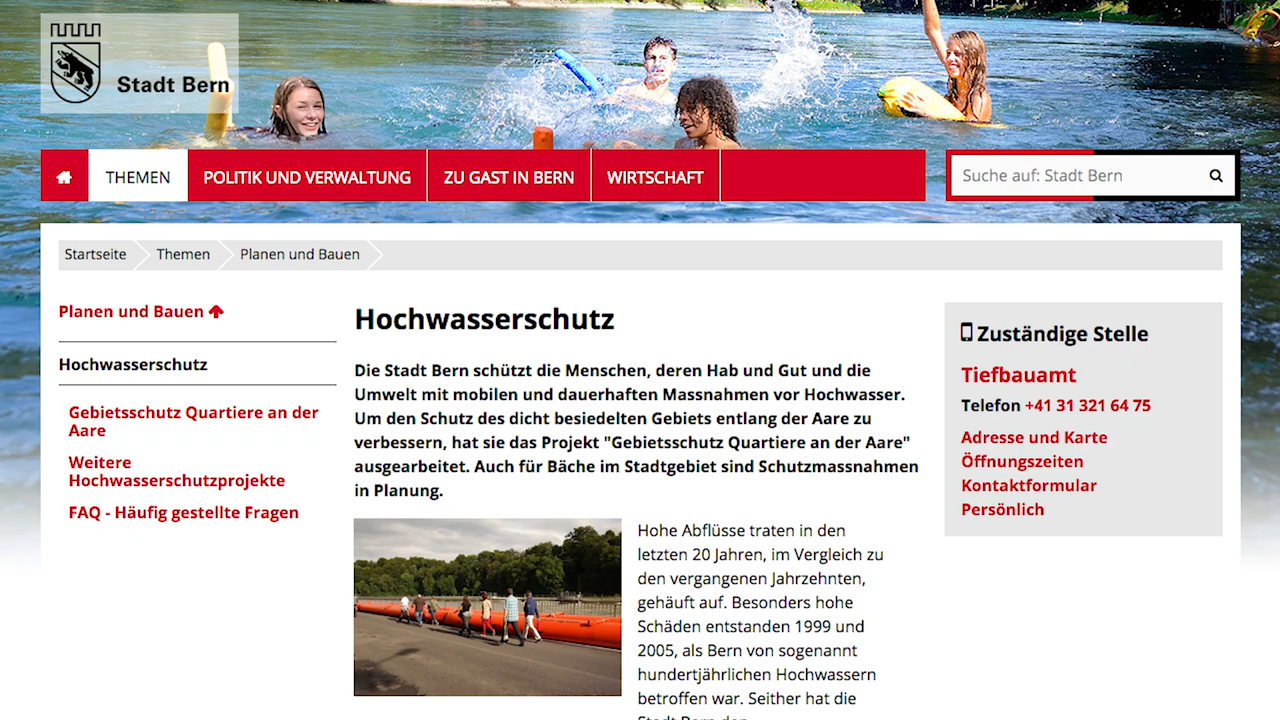 Stadt Bern
THEMEN
POLITIK UND VERWALTUNG
ZU GAST IN BERN
WIRTSCHAFT
Suche auf: Stadt Bern
Startseite
Themen
Planen und Bauen
Planen und Bauen
Hochwasserschutz
Gebietsschutz Quartiere an der
Aare
Weitere
Hochwasserschutzprojekte
FAQ - Häufig gestellte Fragen
Hochwasserschutz
Die Stadt Bern schützt die Menschen, deren Hab und Gut und die
Umwelt mit mobilen und dauerhaften Massnahmen vor Hochwasser.
Um den Schutz des dicht besiedelten Gebiets entlang der Aare zu
verbessern, hat sie das Projekt "Gebietsschutz Quartiere an der Aare"
ausgearbeitet. Auch für Bäche im Stadtgebiet sind Schutzmassnahmen
in Planung.
Hohe Abflüsse traten in den
letzten 20 Jahren, im Vergleich zu
den vergangenen Jahrzehnten,
gehäuft auf. Besonders hohe
Schäden entstanden 1999 und
2005, als Bern von sogenannt
hundertjährlichen Hochwassern
betroffen war. Seither hat die
Stadt Bern den
Zuständige Stelle
Tiefbauamt
Telefon +41 31 321 64 75
Adresse und Karte
Öffnungszeiten
Kontaktformular
Persönlich